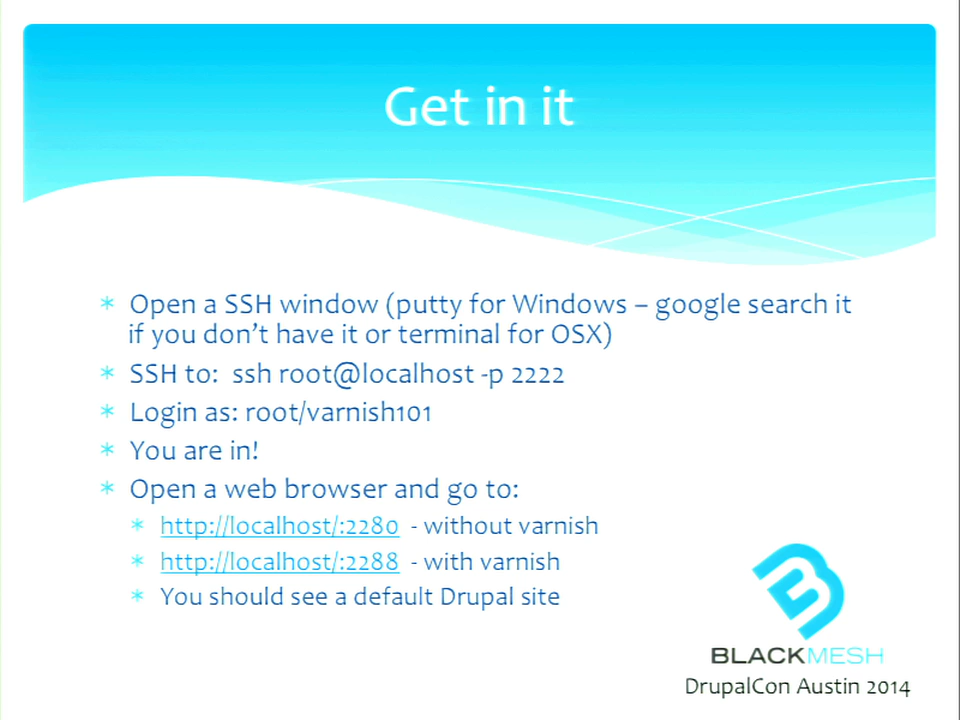 Get in it
* Open a SSH window (putty for Windows – google search it
if you don't have it or terminal for OSX)
* SSH to:  ssh root@localhost -p 2222
* Login as: root/varnish101
* You are in!
* Open a web browser and go to:
* http://localhost/:2280  - without varnish
* http://localhost/:2288  - with varnish
* You should see a default Drupal site
BLACKMESH
DrupalCon Austin 2014